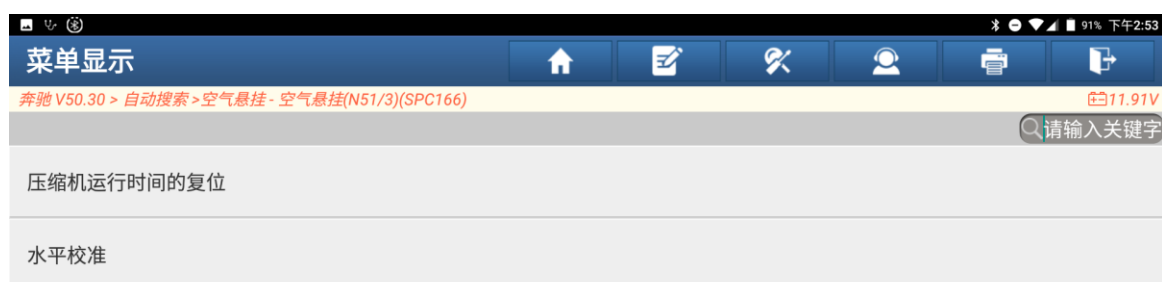 91% 下午2:53
菜单显示
奔驰 V50.30 > 自动搜索 >空气悬挂 - 空气悬挂(N51/3)(SPC166)
11.91V
请输入关键字
压缩机运行时间的复位
水平校准